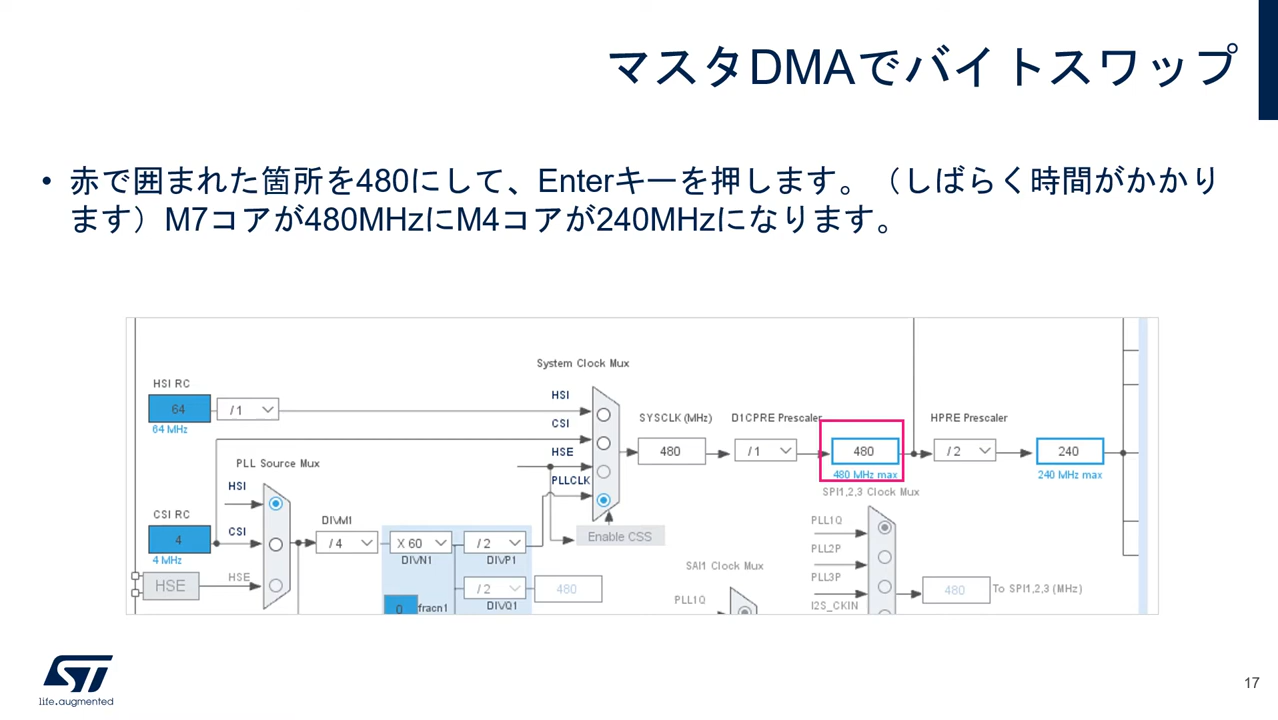 マスタDMAでバイトスワップ
• 赤で囲まれた箇所を480にして、Enterキーを押します。（しばらく時間がかかり
ます）M7コアが480MHzにM4コアが240MHzになります。
System Clock Mux
HSI RC
64
64 MHz
/ 1
HSI
CSI
HSE
PLLCLK
SYSCLK (MHz)
480
D1CPRE Prescaler
/ 1
480
480 MHz max
HPRE Prescaler
/ 2
240
240 MHz max
PLL Source Mux
HSI
CSI
HSE
CSI RC
4
4 MHz
HSE
DIVM1
/ 4
X 60
DIVN1
/ 2
DIVP1
/ 2
DIVQ1
480
0
fracn1
Enable CSS
SAI1 Clock Mux
PLL1Q
SPI1,2,3 Clock Mux
PLL1Q
PLL2P
PLL3P
I2S_CKIN
480
To SPI1,2,3 (MHz)
ST
life.augmented
17